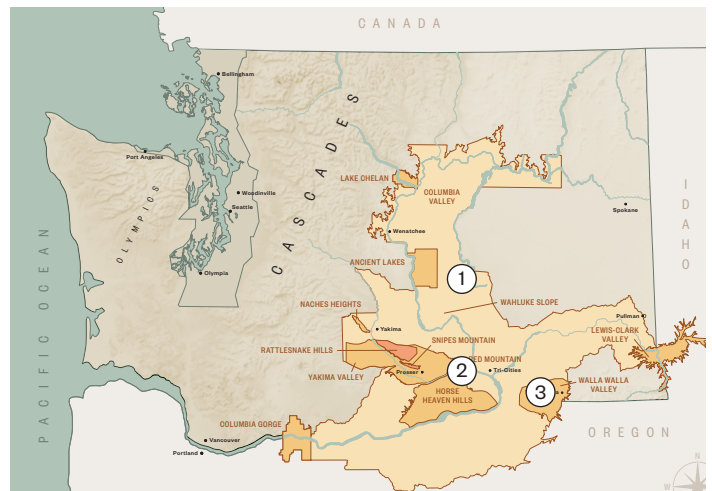 CANADA
Bellingham
CASCADES
Port Angeles
LAKE CHELAN
COLUMBIA
VALLEY
Woodinville
Seattle
Spokane
OLYMPICS
IDAHO
Wenatchee
ANCIENT LAKES
Olympia
1
PACIFIC OCEAN
NACHES HEIGHTS
WAHLUKE SLOPE
Pullman
Yakima
LEWIS-CLARK
VALLEY
SNIPES MOUNTAIN
RATTLESNAKE HILLS
RED MOUNTAIN
2
Prosser
Tri-Cities
YAKIMA VALLEY
WALLA WALLA
VALLEY
3
HORSE
HEAVEN HILLS
COLUMBIA GORGE
OREGON
Vancouver
Portland
N
W